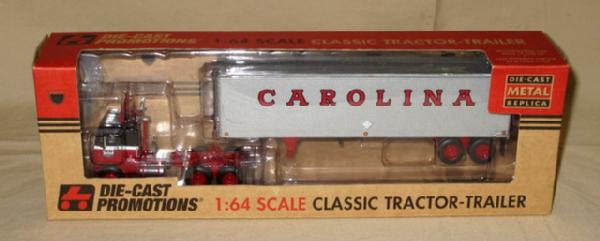 DIE-CAST
PROMOTIONS
1:64 SCALE CLASSIC TRACTOR-TRAILER
CAROLINA
DIE-CAST
METAL
REPLICA
DIE-CAST
PROMOTIONS®
1:64 SCALE CLASSIC TRACTOR-TRAILER